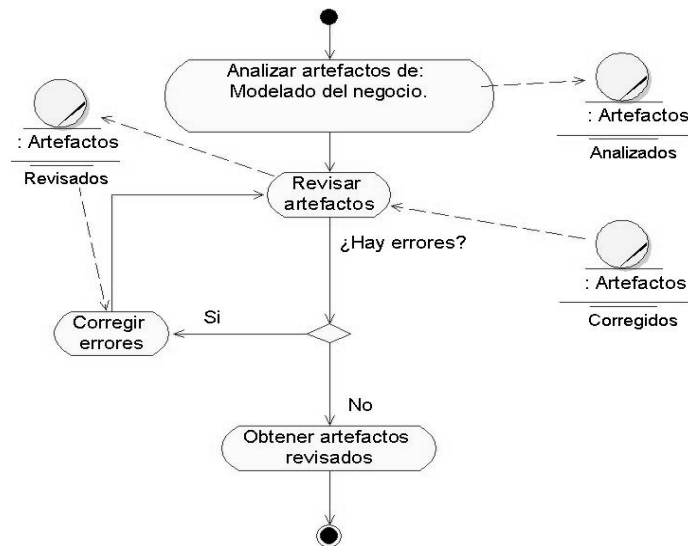 Analizar artefactos de:
Modelado del negocio.
: Artefactos
Analizados
: Artefactos
Revisados
Revisar
artefactos
¿Hay errores?
: Artefactos
Corregidos
Corregir
errores
Si
No
Obtener artefactos
revisados